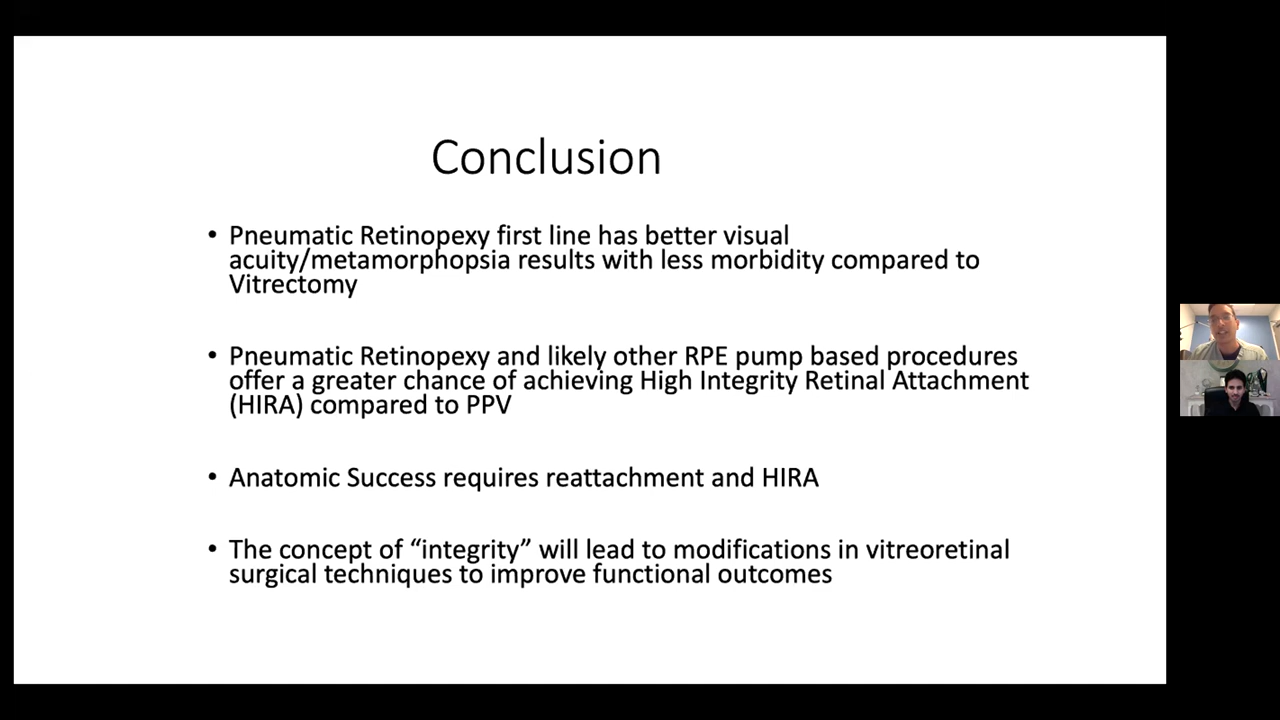 Conclusion
• Pneumatic Retinopexy first line has better visual
acuity/metamorphopsia results with less morbidity compared to
Vitrectomy
• Pneumatic Retinopexy and likely other RPE pump based procedures
offer a greater chance of achieving High Integrity Retinal Attachment
(HIRA) compared to PPV
• Anatomic Success requires reattachment and HIRA
• The concept of “integrity” will lead to modifications in vitreoretinal
surgical techniques to improve functional outcomes